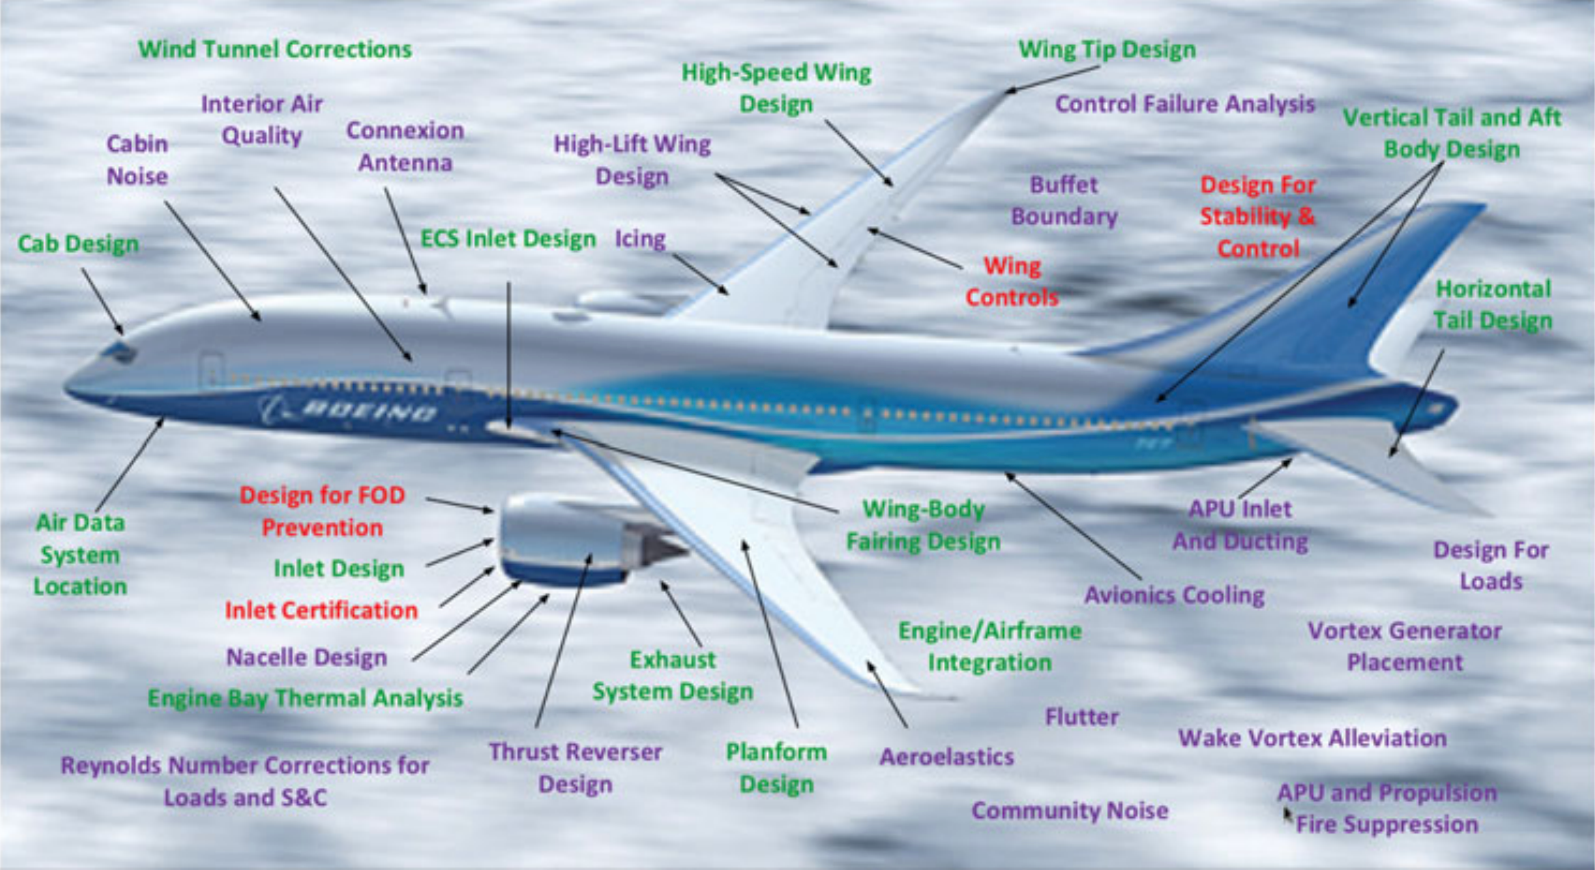 Wind Tunnel Corrections
Wing Tip Design
High-Speed Wing
Design
Interior Air
Quality
Control Failure Analysis
Vertical Tail and Aft
Body Design
Connexion
Antenna
Cabin
Noise
High-Lift Wing
Design
Buffet
Boundary
Design For
Stability &
Control
Cab Design
ECS Inlet Design
Icing
Wing
Controls
Horizontal
Tail Design
BOEING
787
Design for FOD
Prevention
Air Data
System
Location
Wing-Body
Fairing Design
APU Inlet
And Ducting
Design For
Loads
Inlet Design
Inlet Certification
Avionics Cooling
Nacelle Design
Engine/Airframe
Integration
Vortex Generator
Placement
Exhaust
System Design
Engine Bay Thermal Analysis
Flutter
Wake Vortex Alleviation
Reynolds Number Corrections for
Loads and S&C
Thrust Reverser
Design
Planform
Design
Aeroelastics
Community Noise
APU and Propulsion
Fire Suppression